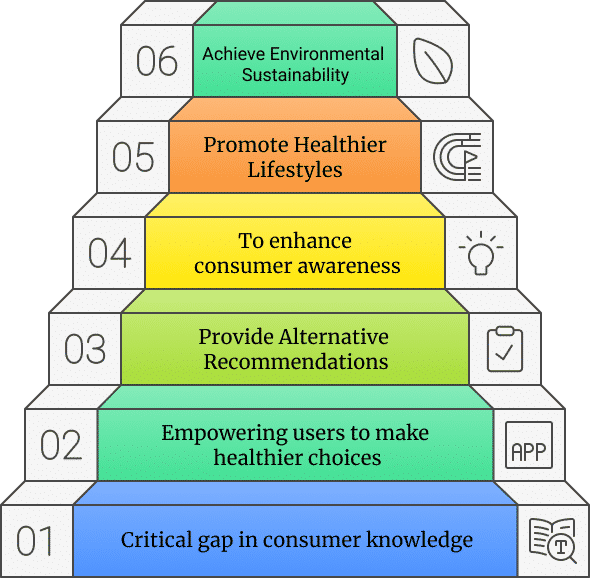 06
Achieve Environmental
Sustainability
05
Promote Healthier
Lifestyles
04
To enhance
consumer awareness
03
Provide Alternative
Recommendations
02
Empowering users to make
healthier choices
APP
01
Critical gap in consumer knowledge
T